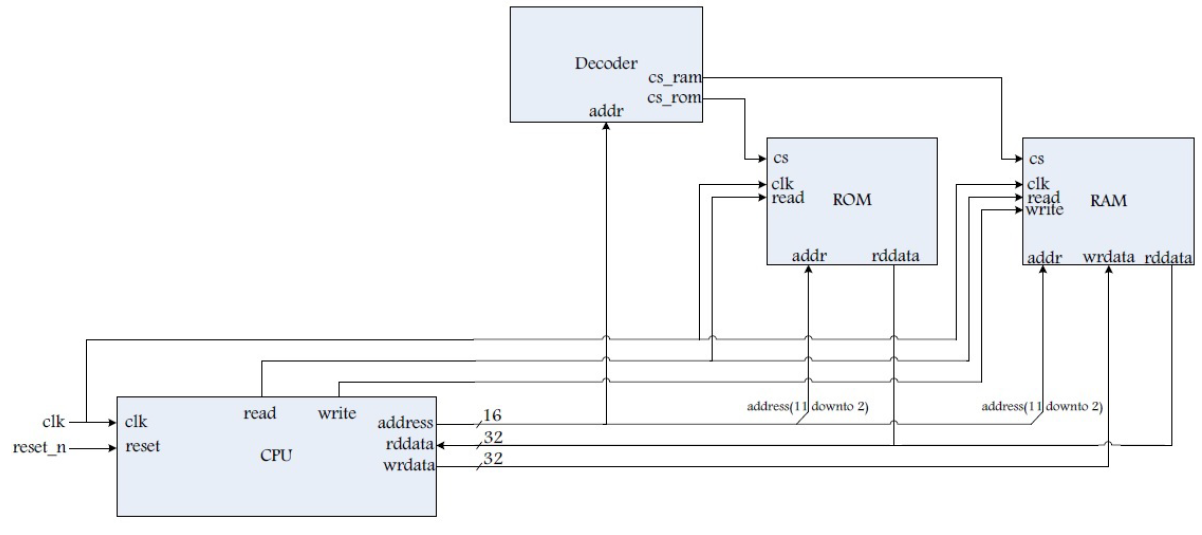 Decoder
cs_ram
cs_rom
addr
cs
clk
read
ROM
addr
rddata
cs
clk
read
write
RAM
addr
wrdata
rddata
address(11 downto 2)
address(11 downto 2)
clk
reset_n
clk
reset
read
write
CPU
address
rddata
wrdata
16
32
32